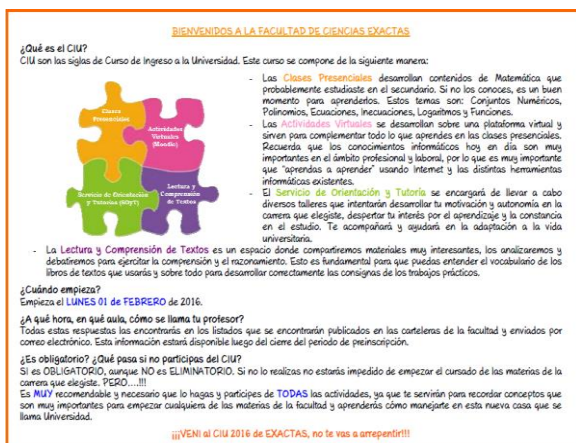 BIENVENIDOS A LA FACULTAD DE CIENCIAS EXACTAS
¿Qué es el CIU?
CIU son las siglas de Curso de Ingreso a la Universidad. Este curso se compone de la siguiente manera:
Clases
Presenciales
Actividades
Virtuales
(Moodle)
Servicio de Orientación
y Tutorías (SOyT)
Lectura y
Comprensión
de Textos
- Las Clases Presenciales desarrollan contenidos de Matemática que
probablemente estudiaste en el secundario. Si no los conoces, es un buen
momento para aprenderlos. Estos temas son: Conjuntos Numéricos,
Polinomios, Ecuaciones, Inecuaciones, Logaritmos y Funciones.
- Las Actividades Virtuales se desarrollan sobre una plataforma virtual y
sirven para complementar todo lo que aprendes en las clases presenciales.
Recuerda que los conocimientos informáticos hoy en día son muy
importantes en el ámbito profesional y laboral, por lo que es muy importante
que "aprendas a aprender" usando Internet y las distintas herramientas
informáticas existentes.
- El Servicio de Orientación y Tutoría se encargará de llevar a cabo
diversos talleres que intentarán desarrollar tu motivación y autonomía en la
carrera que elegiste, despertar tu interés por el aprendizaje y la constancia
en el estudio. Te acompañará y ayudará en la adaptación a la vida
universitaria.
- La Lectura y Comprensión de Textos es un espacio donde compartiremos materiales muy interesantes, los analizaremos y
debatiremos para ejercitar la comprensión y el razonamiento. Esto es fundamental para que puedas entender el vocabulario de los
libros de textos que usarás y sobre todo para desarrollar correctamente las consignas de los trabajos prácticos.
¿Cuándo empieza?
Empieza el LUNES 01 de FEBRERO de 2016.
¿A qué hora, en qué aula, cómo se llama tu profesor?
Todas estas respuestas las encontrarás en los listados que se encontrarán publicados en las carteleras de la facultad y enviados por
correo electrónico. Esta información estará disponible luego del cierre del periodo de preinscripción.
¿Es obligatorio? ¿Qué pasa si no participas del CIU?
SI es OBLIGATORIO, aunque NO es ELIMINATORIO. Si no lo realizas no estarás impedido de empezar el cursado de las materias de la
carrera que elegiste. PERO....!!!
Es MUY recomendable y necesario que lo hagas y participes de TODAS las actividades, ya que te servirán para recordar conceptos que
son muy importantes para empezar cualquiera de las materias de la facultad y aprenderás cómo manejarte en esta nueva casa que se
llama Universidad.
¡¡¡VENÍ al CIU 2016 de EXACTAS, no te vas a arrepentir!!!